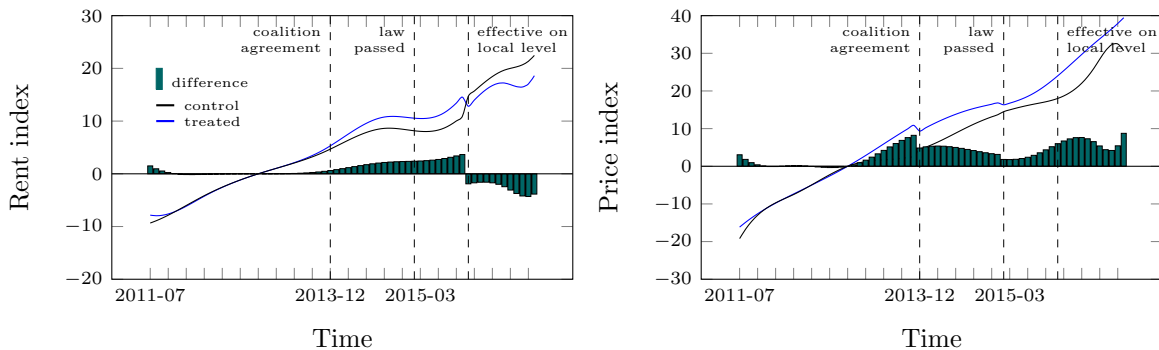 30
20
10
0
−10
−20
Rent index
coalition
agreement
law
passed
effective on
local level
difference
control
treated
2011-07
2013-12
2015-03
Time
40
30
20
10
0
−10
−20
−30
Price index
coalition
agreement
law
passed
effective on
local level
2011-07
2013-12
2015-03
Time